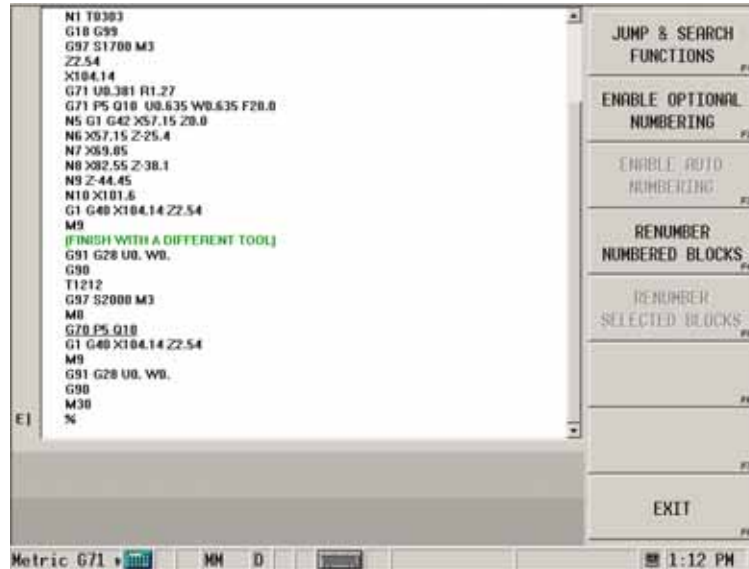 N1 T0303
G18 G99
G97 S1700 M3
Z2.54
X104.14
G71 U0.381 R1.27
G71 P5 Q10 U0.635 W0.635 F20.0
N5 G1 G42 X57.15 Z0.0
N6 X57.15 Z-25.4
N7 X69.85
N8 X82.55 Z-38.1
N9 Z-44.45
N10 X101.6
G1 G40 X104.14 Z2.54
M9
(FINISH WITH A DIFFERENT TOOL)
G91 G28 U0. W0.
G90
T1212
G97 S2000 M3
M8
G70 P5 Q10
G1 G40 X104.14 Z2.54
M9
G91 G28 U0. W0.
G90
M30
%
E]
JUMP & SEARCH
FUNCTIONS
ENABLE OPTIONAL
NUMBERING
ENABLE AUTO
NUMBERING
RENUMBER
NUMBERED BLOCKS
RENUMBER
SELECTED BLOCKS
EXIT
Metric G71
MM D
1:12 PM